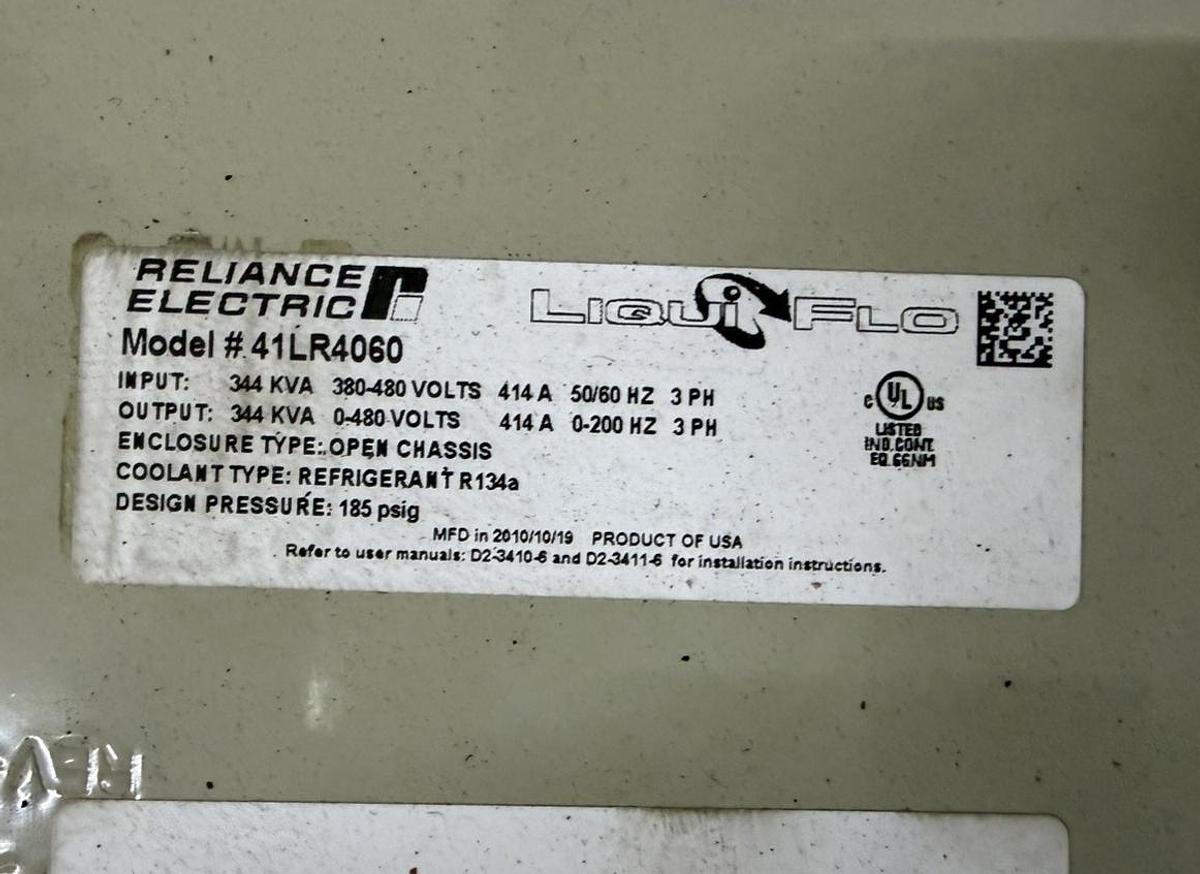 RELIANCE
ELECTRIC
LIQUIFLO
Model # 41LR4060
INPUT: 344 KVA 380-480 VOLTS 414 A 50/60 HZ 3 PH
OUTPUT: 344 KVA 0-480 VOLTS 414 A 0-200 HZ 3 PH
ENCLOSURE TYPE: OPEN CHASSIS
COOLANT TYPE: REFRIGERANT R134a
DESIGN PRESSURE: 185 psig
C UL US
LISTED
IND. CONT.
EQ. 66NM
MFD in 2010/10/19 PRODUCT OF USA
Refer to user manuals: D2-3410-6 and D2-3411-6 for installation instructions.